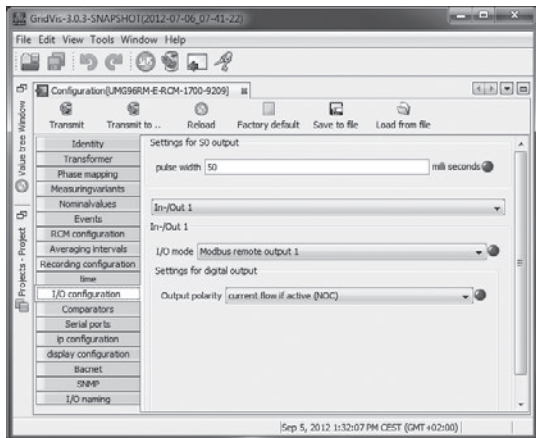 GridVis-3.0.3-SNAPSHOT(2012-07-06_07-41-22)
File Edit View Tools Window Help
Configuration[UMG96RM-E-RCM-1700-9209]
Transmit Transmit to .. Reload Factory default Save to file Load from file
Value tree Window
Projects - Project
Identity
Transformer
Phase mapping
Measuringvariants
Nominalvalues
Events
RCM configuration
Averaging intervals
Recording configuration
time
I/O configuration
Comparators
Serial ports
ip configuration
display configuration
Bacnet
SNMP
I/O naming
Settings for S0 output
pulse width 50 milli seconds
In-/Out 1
In-/Out 1
I/O mode Modbus remote output 1
Settings for digital output
Output polarity current flow if active (NOC)
Sep 5, 2012 1:32:07 PM CEST (GMT+02:00)